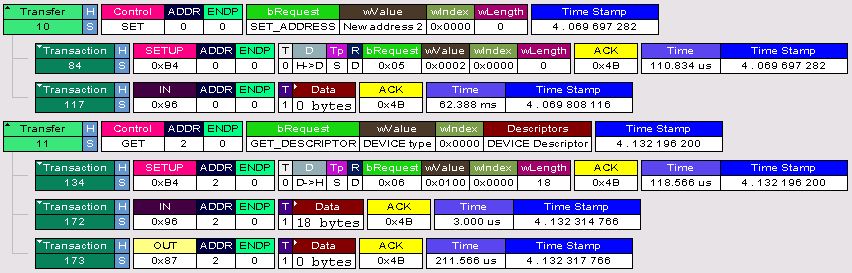 Transfer H Control ADDR ENDP bRequest wValue wIndex wLength Time Stamp
10 S SET 0 0 SET_ADDRESS New address 2 0x0000 0 4 . 069 697 282
Transaction H SETUP ADDR ENDP T D Tp R bRequest wValue wIndex wLength ACK Time Time Stamp
84 S 0xB4 0 0 0 H->D S D 0x05 0x0002 0x0000 0 0x4B 110.834 us 4 . 069 697 282
Transaction H IN ADDR ENDP T Data ACK Time Time Stamp
117 S 0x96 0 0 1 0 bytes 0x4B 62.388 ms 4 . 069 808 116
Transfer H Control ADDR ENDP bRequest wValue wIndex Descriptors Time Stamp
11 S GET 2 0 GET_DESCRIPTOR DEVICE type 0x0000 DEVICE Descriptor 4 . 132 196 200
Transaction H SETUP ADDR ENDP T D Tp R bRequest wValue wIndex wLength ACK Time Time Stamp
134 S 0xB4 2 0 0 D->H S D 0x06 0x0100 0x0000 18 0x4B 118.566 us 4 . 132 196 200
Transaction H IN ADDR ENDP T Data ACK Time Time Stamp
172 S 0x96 2 0 1 18 bytes 0x4B 3.000 us 4 . 132 314 766
Transaction H OUT ADDR ENDP T Data ACK Time Time Stamp
173 S 0x87 2 0 1 0 bytes 0x4B 211.566 us 4 . 132 317 766